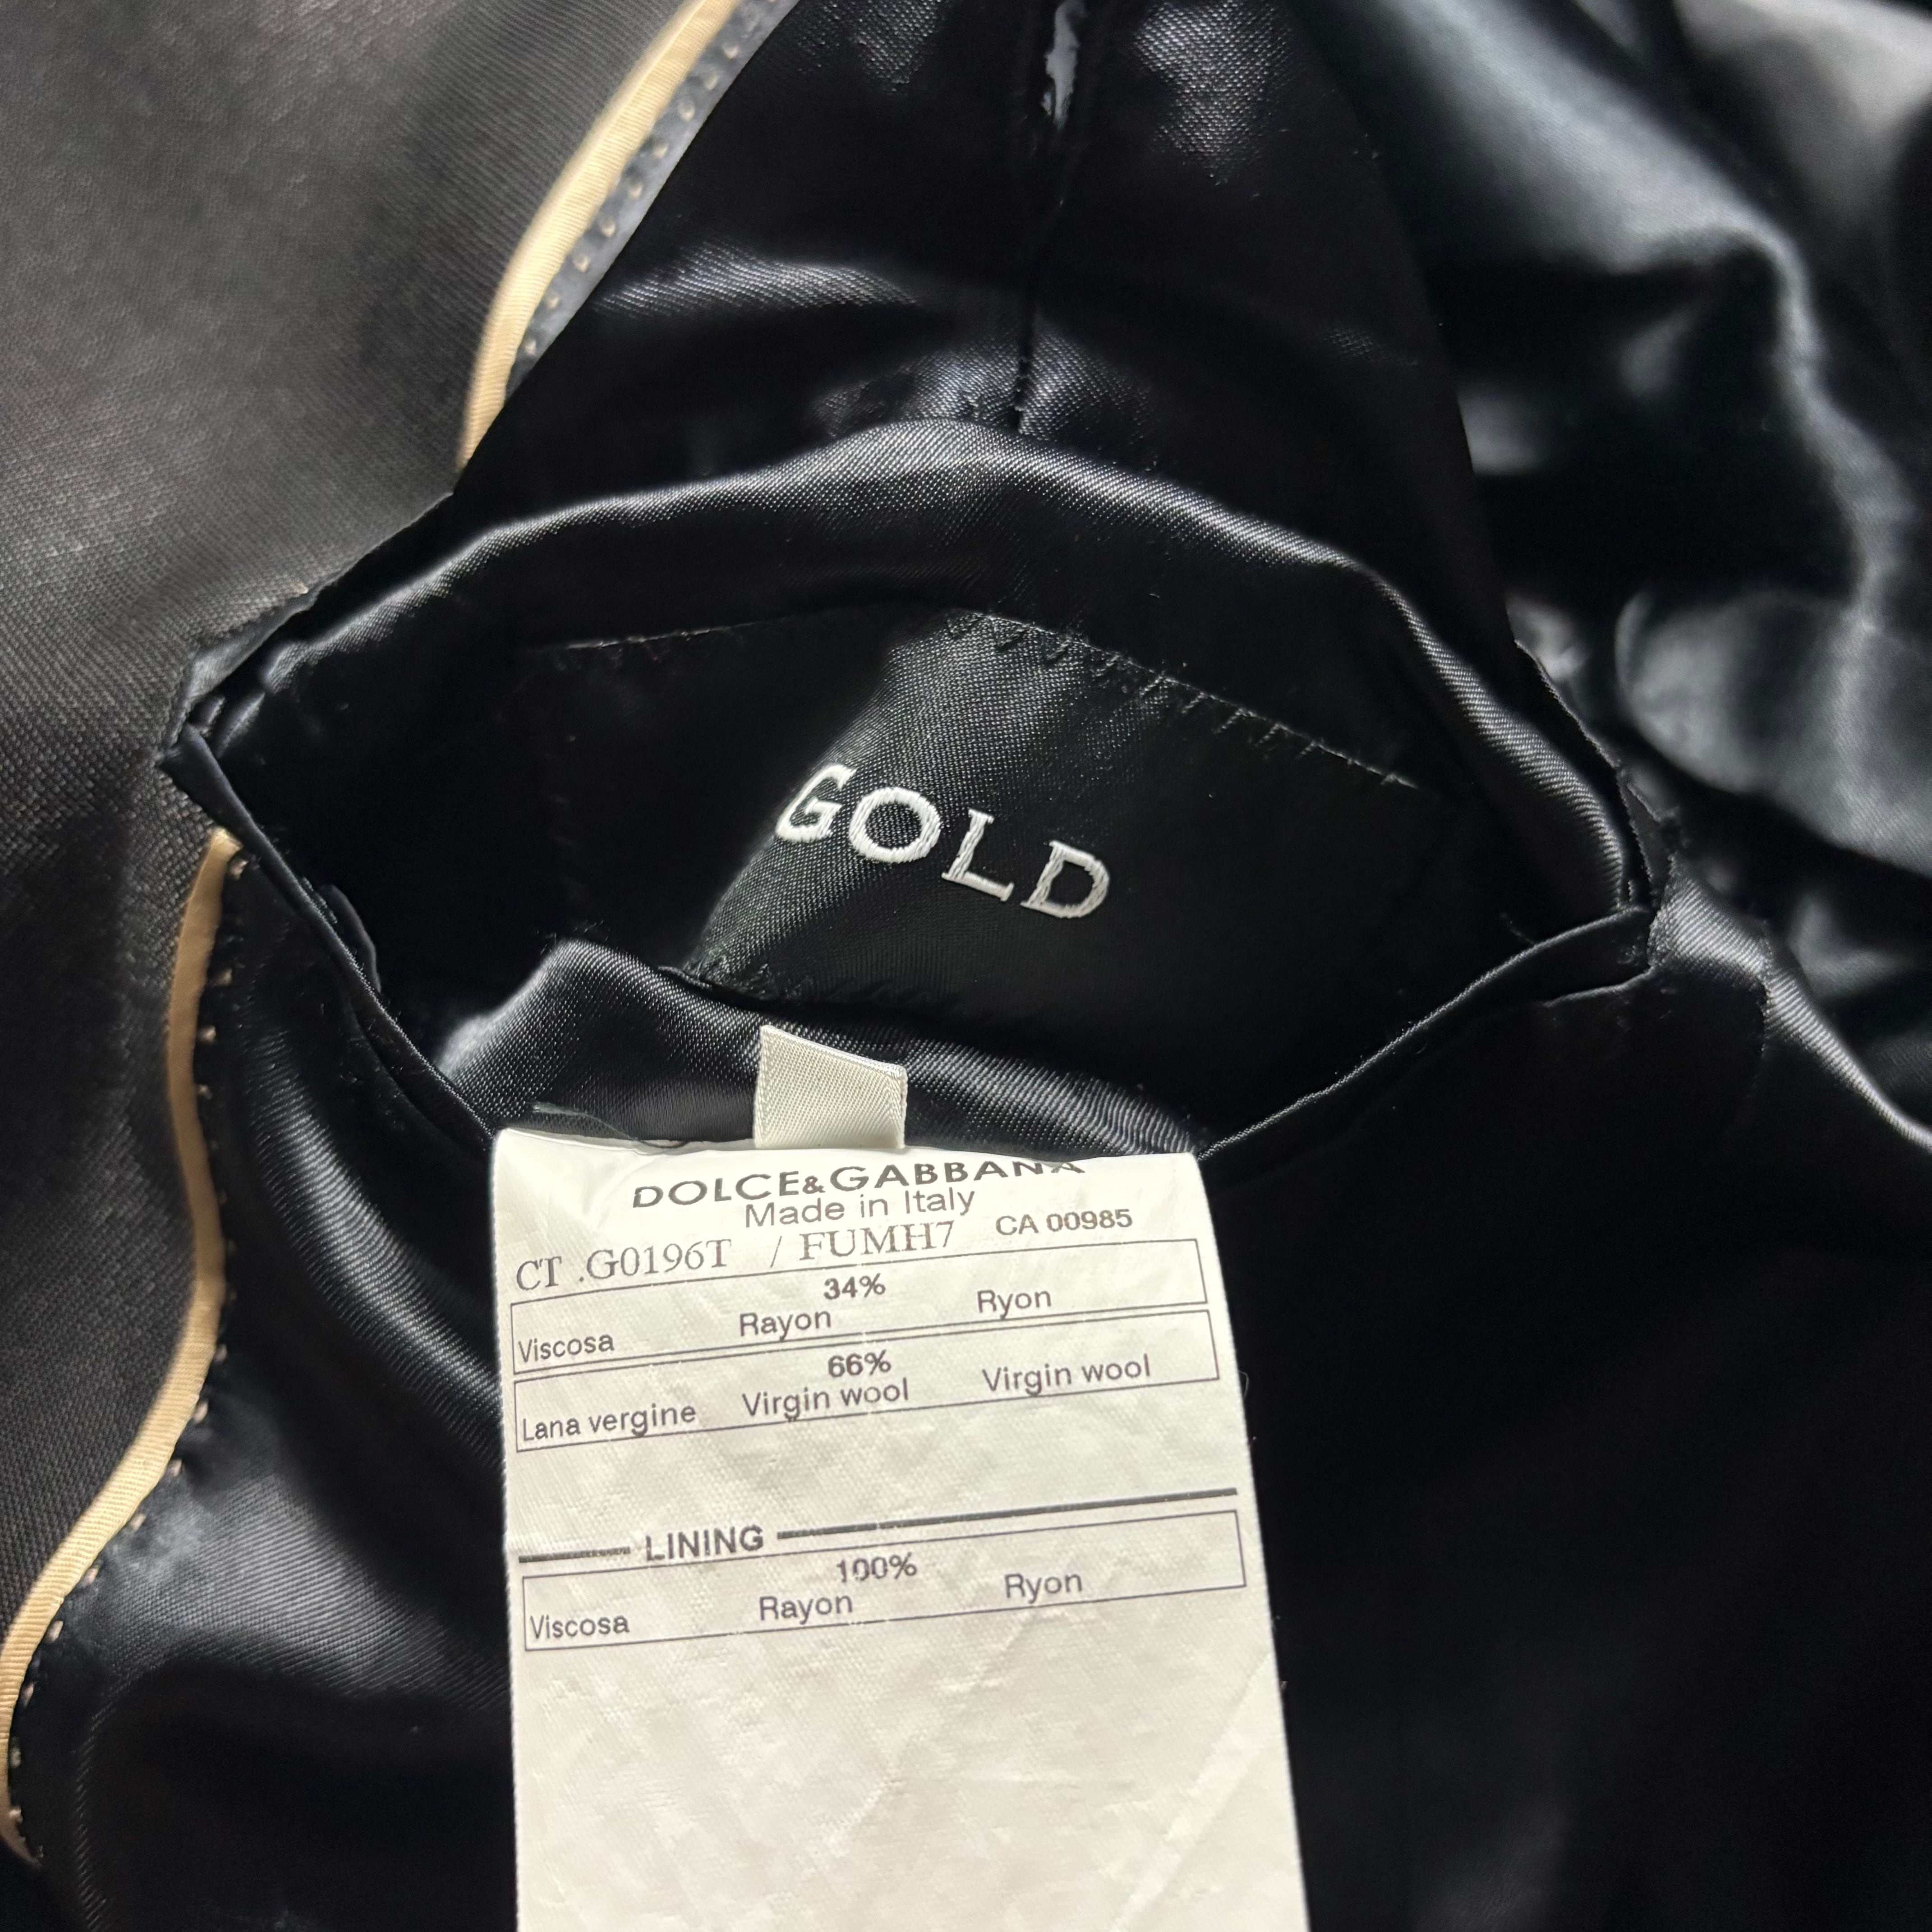 GOLD
DOLCE&GABBANA
Made in Italy
CT .G0196T / FUMH7 CA 00985
34%
Viscosa Rayon Ryon
66%
Lana vergine Virgin wool Virgin wool
LINING
100%
Viscosa Rayon Ryon